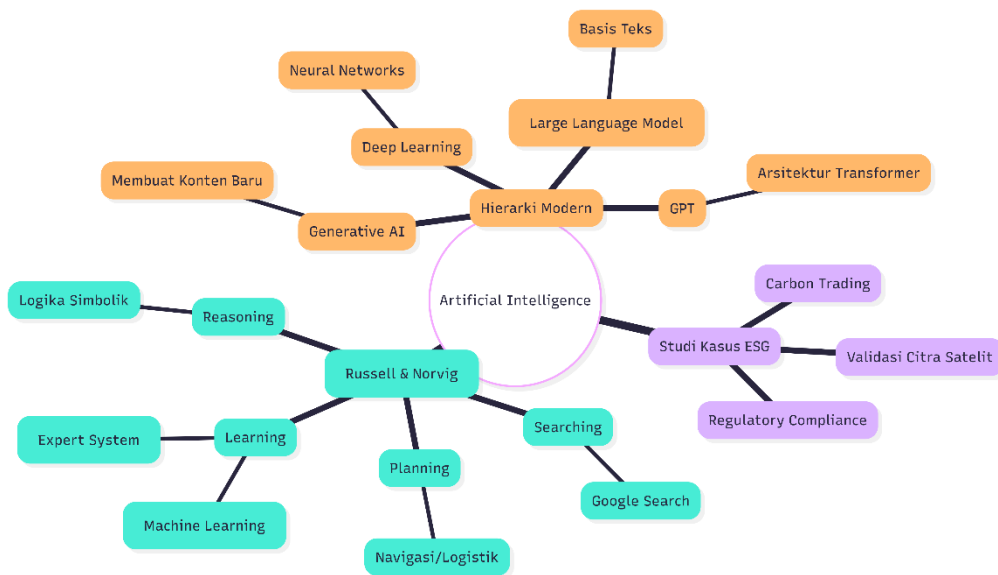 Basis Teks
Neural Networks
Large Language Model
Deep Learning
Arsitektur Transformer
Membuat Konten Baru
Hierarki Modern
GPT
Generative AI
Carbon Trading
Logika Simbolik
Artificial Intelligence
Reasoning
Studi Kasus ESG
Validasi Citra Satelit
Russell & Norvig
Regulatory Compliance
Searching
Expert System
Learning
Planning
Google Search
Machine Learning
Navigasi/Logistik